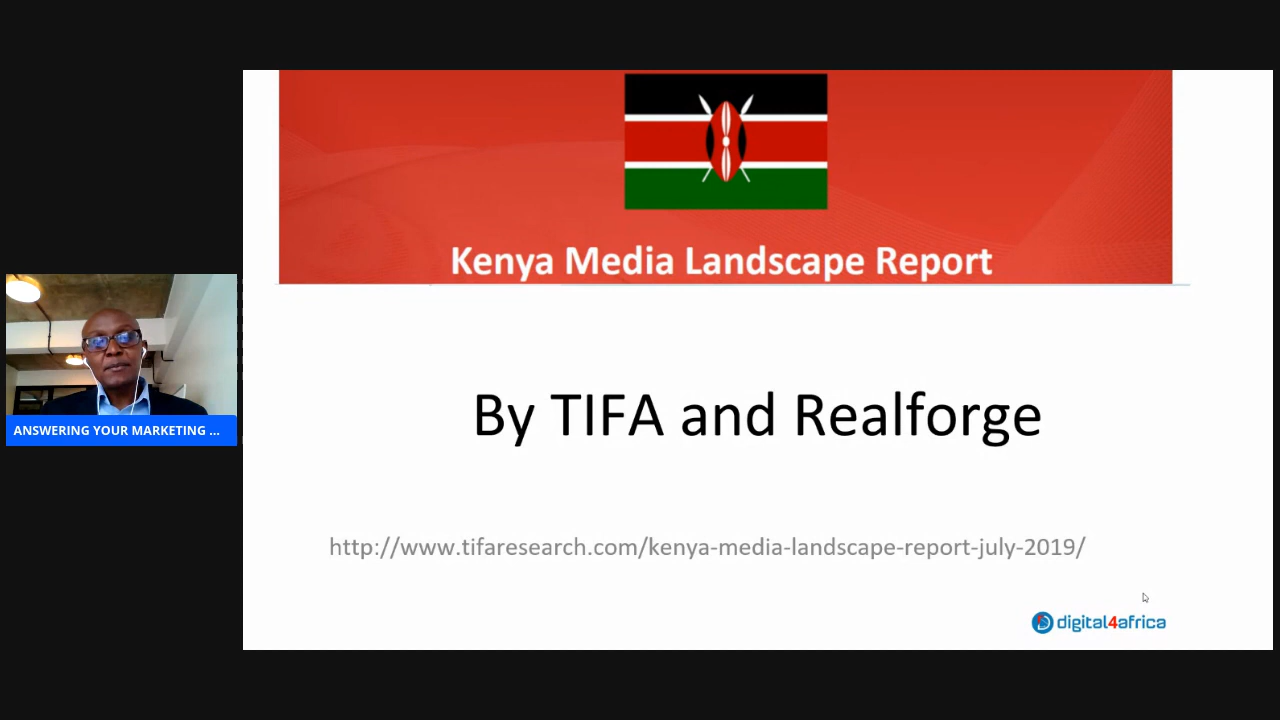 Kenya Media Landscape Report
By TIFA and Realforge
http://www.tifaresearch.com/kenya-media-landscape-report-july-2019/
digital4africa
ANSWERING YOUR MARKETING ...